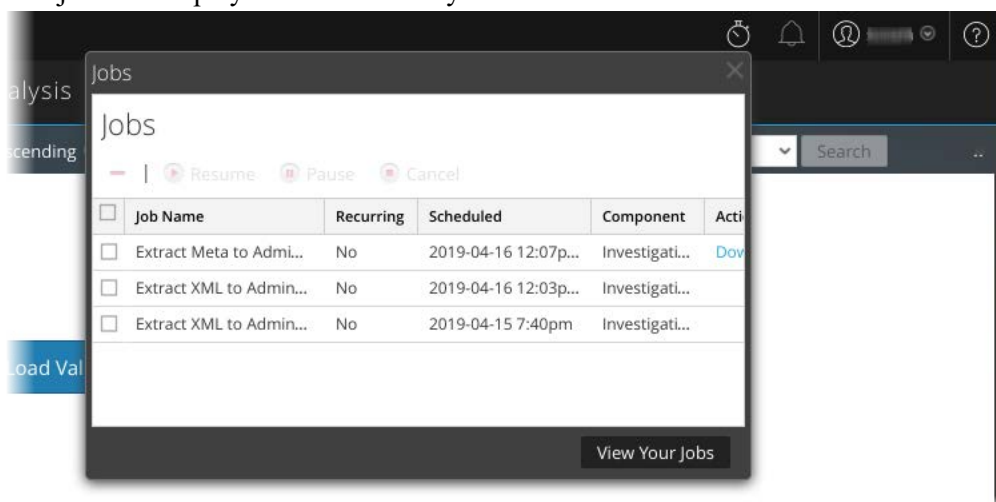 Jobs
alysis
Jobs
scending
Search
..
Resume Pause Cancel
Job Name Recurring Scheduled Component Acti
Extract Meta to Admi... No 2019-04-16 12:07p... Investigati... Dow
Extract XML to Admin... No 2019-04-16 12:03p... Investigati...
Extract XML to Admin... No 2019-04-15 7:40pm Investigati...
Load Val
View Your Jobs